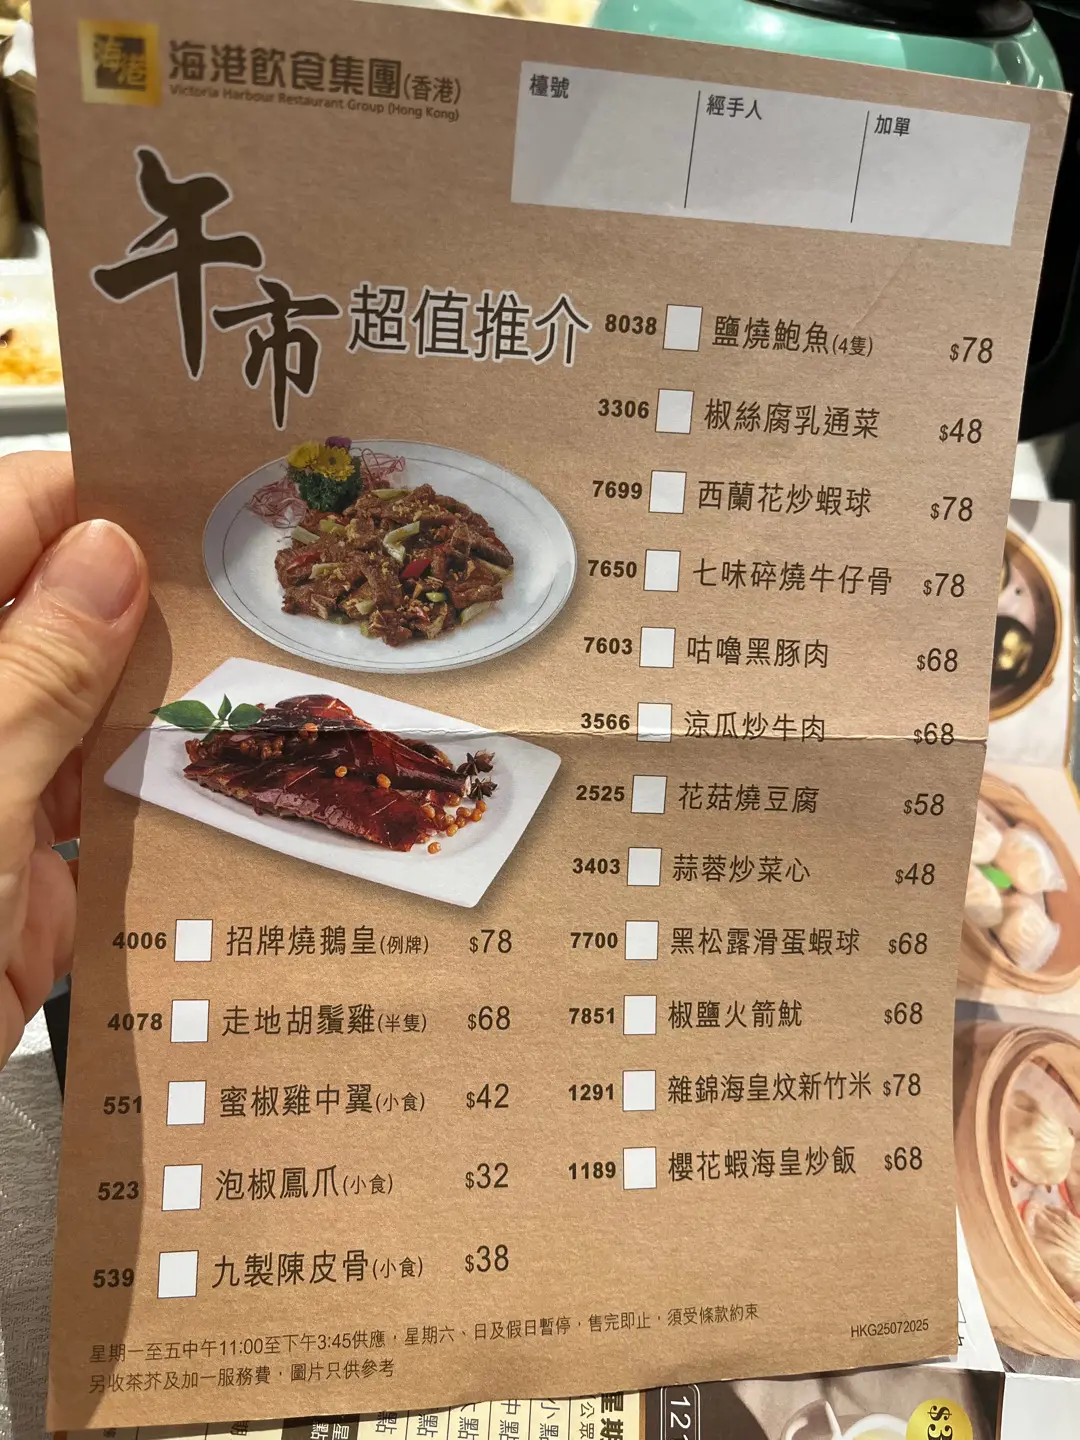 海港
海港飲食集團(香港)
Victoria Harbour Restaurant Group (Hong Kong)
檯號
經手人
加單
午市超值推介
8038 鹽燒鮑魚(4隻) $78
3306 椒絲腐乳通菜 $48
7699 西蘭花炒蝦球 $78
7650 七味碎燒牛仔骨 $78
7603 咕嚕黑豚肉 $68
3566 涼瓜炒牛肉 $68
2525 花菇燒豆腐 $58
3403 蒜蓉炒菜心 $48
7700 黑松露滑蛋蝦球 $68
7851 椒鹽火箭魷 $68
1291 雜錦海皇炆新竹米 $78
1189 櫻花蝦海皇炒飯 $68
4006 招牌燒鵝皇(例牌) $78
4078 走地胡鬚雞(半隻) $68
551 蜜椒雞中翼(小食) $42
523 泡椒鳳爪(小食) $32
539 九製陳皮骨(小食) $38
星期一至五中午11:00至下午3:45供應，星期六、日及假日暫停，售完即止，須受條款約束
另收茶芥及加一服務費，圖片只供參考
HKG25072025